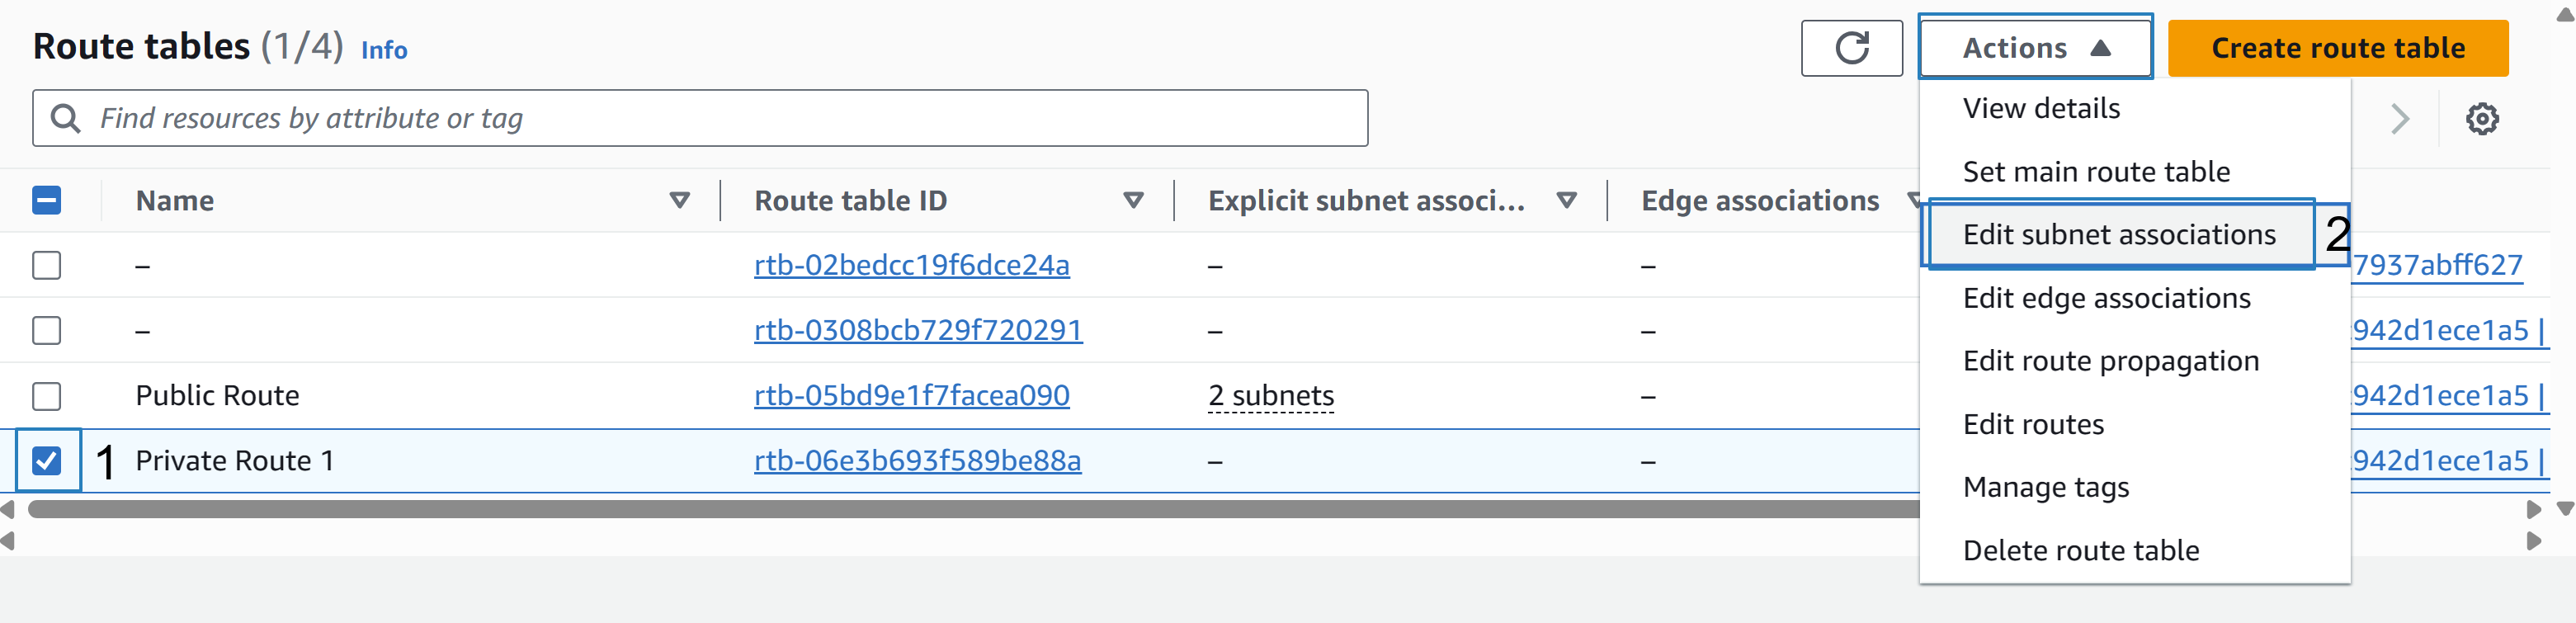 Route tables (1/4) Info
Actions ▲
Create route table
Find resources by attribute or tag
View details
Set main route table
Edit subnet associations 2
Edit edge associations
Edit route propagation
Edit routes
Manage tags
Delete route table
Name Route table ID Explicit subnet associ... Edge associations
– rtb-02bedcc19f6dce24a – – 7937abff627
– rtb-0308bcb729f720291 – – 942d1ece1a5 |
Public Route rtb-05bd9e1f7facea090 2 subnets – 942d1ece1a5 |
1 Private Route 1 rtb-06e3b693f589be88a – – 942d1ece1a5 |